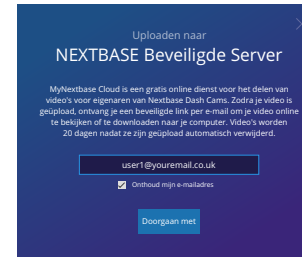 Uploaden naar
NEXTBASE Beveiligde Server
MyNextbase Cloud is een gratis online dienst voor het delen van
video's voor eigenaren van Nextbase Dash Cams. Zodra je video is
geüpload, ontvang je een beveiligde link per e-mail om je video online
te bekijken of te downloaden naar je computer. Video's worden
20 dagen nadat ze zijn geüpload automatisch verwijderd.
user1@youremail.co.uk
Onthoud mijn e-mailadres
Doorgaan met